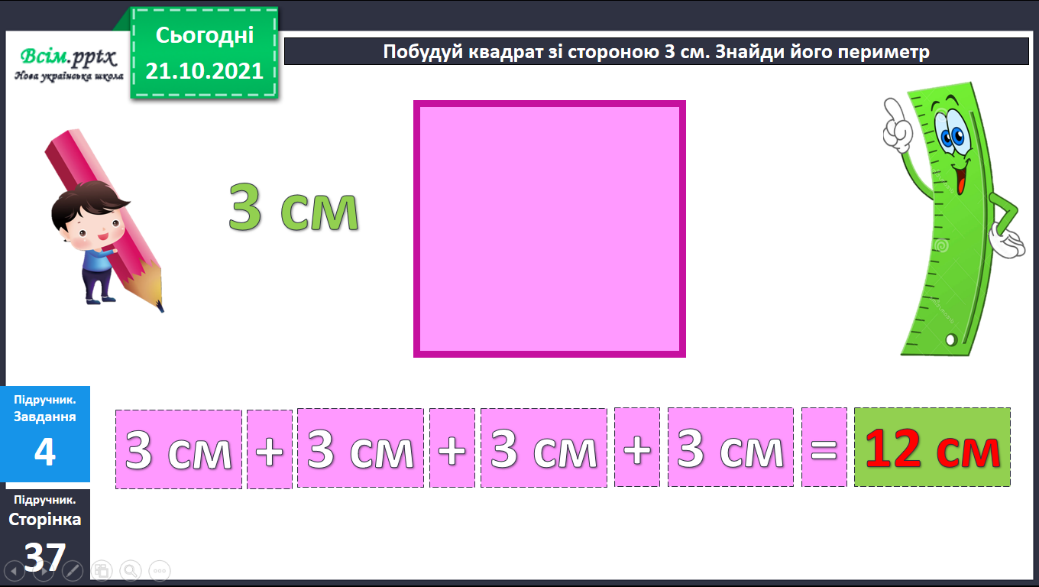 Всім.pptx
Нова українська школа
Сьогодні
21.10.2021
Побудуй квадрат зі стороною 3 см. Знайди його периметр
3 см
Підручник.
Завдання
4
3 см + 3 см + 3 см + 3 см = 12 см
Підручник.
Сторінка
37